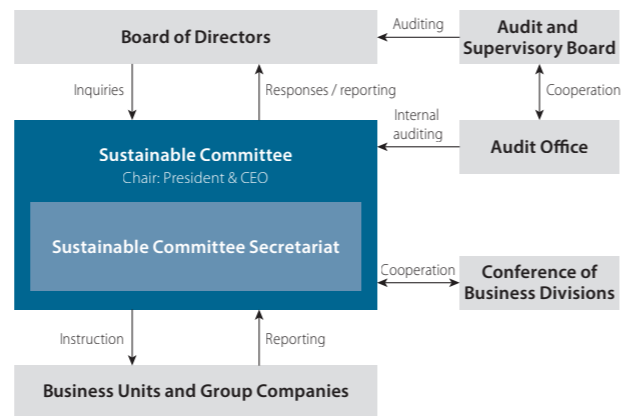 Board of Directors
Auditing
Audit and
Supervisory Board
Inquiries
Responses / reporting
Cooperation
Internal
auditing
Audit Office
Sustainable Committee
Chair: President & CEO
Sustainable Committee Secretariat
Cooperation
Conference of
Business Divisions
Instruction
Reporting
Business Units and Group Companies